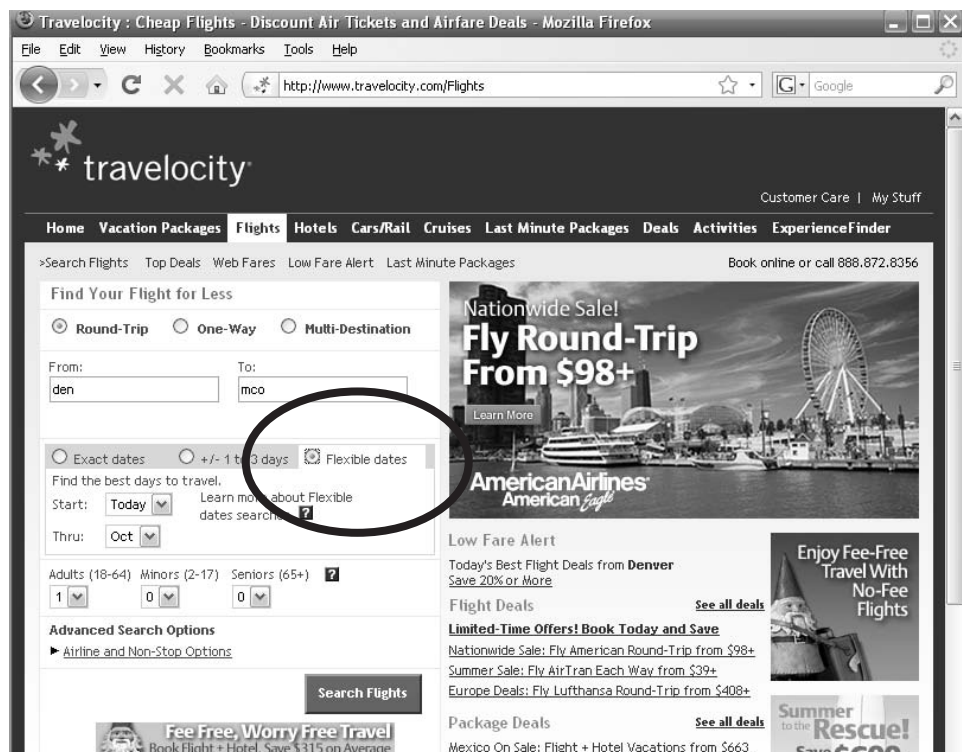 Travelocity : Cheap Flights - Discount Air Tickets and Airfare Deals - Mozilla Firefox
File Edit View History Bookmarks Tools Help
http://www.travelocity.com/Flights
G Google
travelocity
Customer Care | My Stuff
Home Vacation Packages Flights Hotels Cars/Rail Cruises Last Minute Packages Deals Activities ExperienceFinder
>Search Flights Top Deals Web Fares Low Fare Alert Last Minute Packages
Book online or call 888.872.8356
Find Your Flight for Less
Round-Trip One-Way Multi-Destination
From: To:
den mco
Exact dates +/- 1 to 3 days Flexible dates
Find the best days to travel.
Start: Today
Learn more about Flexible
dates searches ?
Thru: Oct
Adults (18-64) Minors (2-17) Seniors (65+) ?
1 0 0
Advanced Search Options
Airline and Non-Stop Options
Search Flights
Fee Free, Worry Free Travel
Book Flight + Hotel, Save $315 on Average
Nationwide Sale!
Fly Round-Trip
From $98+
Learn More
AmericanAirlines
American Eagle
Low Fare Alert
Today's Best Flight Deals from Denver
Save 20% or More
Flight Deals See all deals
Limited-Time Offers! Book Today and Save
Nationwide Sale: Fly American Round-Trip from $98+
Summer Sale: Fly AirTran Each Way from $39+
Europe Deals: Fly Lufthansa Round-Trip from $408+
Package Deals See all deals
Mexico On Sale: Flight + Hotel Vacations from $663
Enjoy Fee-Free
Travel With
No-Fee
Flights
Summer
to the Rescue!
Save